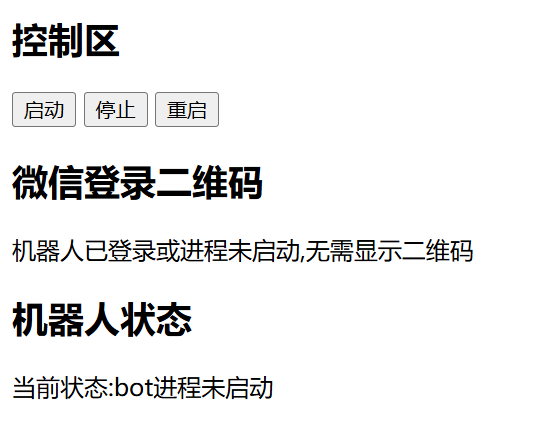 控制区
启动 停止 重启
微信登录二维码
机器人已登录或进程未启动,无需显示二维码
机器人状态
当前状态:bot进程未启动